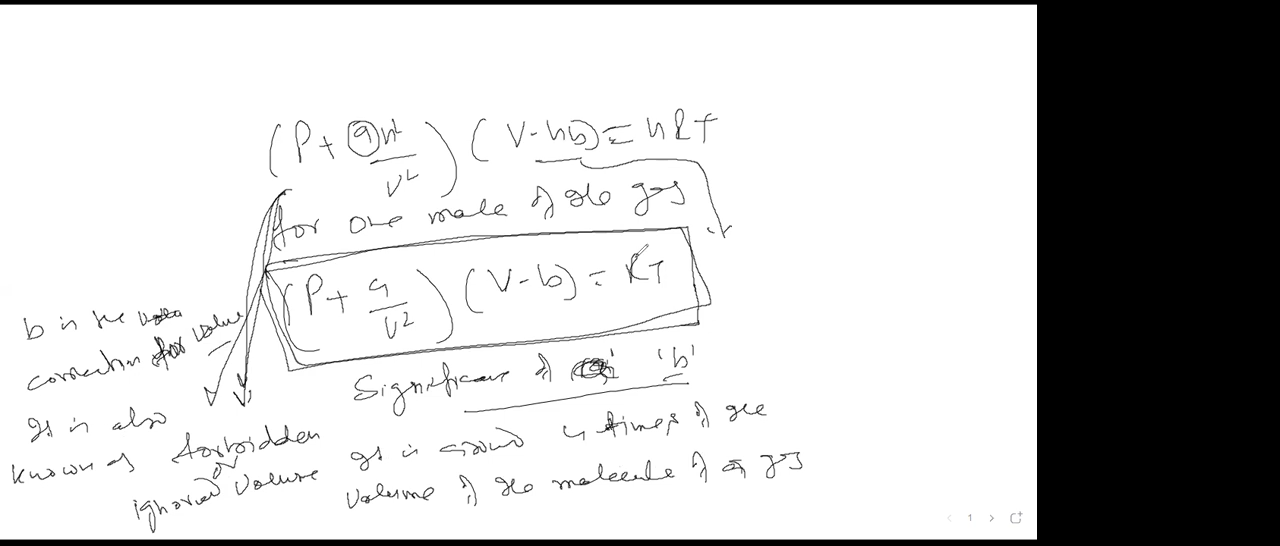 (P + an²/V²) (V - nb) = nRT
for one mole of the gas
(P + a/V²) (V - b) = RT
Significance of 'b'
b is the
correction for volume
It is also
known as forbidden
or
ignored volume
It is around 4 times of the
volume of the molecule of a gas
1